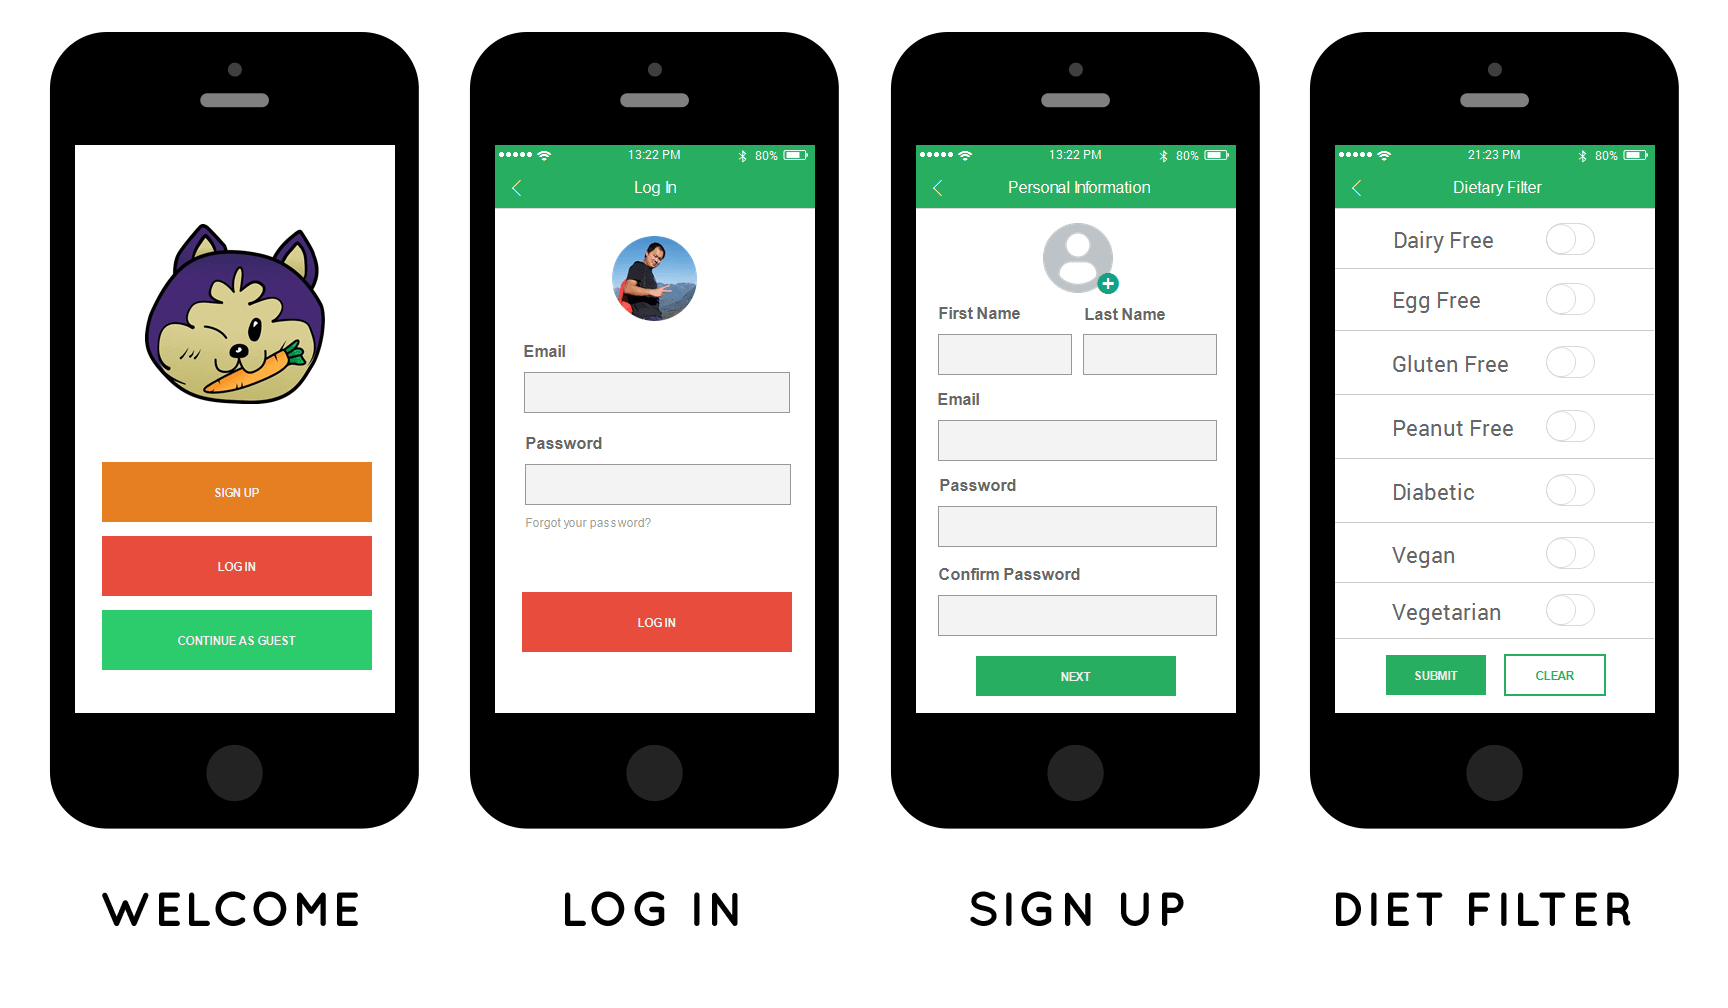 SIGN UP
LOG IN
CONTINUE AS GUEST
WELCOME
13:22 PM 80%
Log In
Email
Password
Forgot your password?
LOG IN
LOG IN
13:22 PM 80%
Personal Information
First Name Last Name
Email
Password
Confirm Password
NEXT
SIGN UP
21:23 PM 80%
Dietary Filter
Dairy Free
Egg Free
Gluten Free
Peanut Free
Diabetic
Vegan
Vegetarian
SUBMIT CLEAR
DIET FILTER